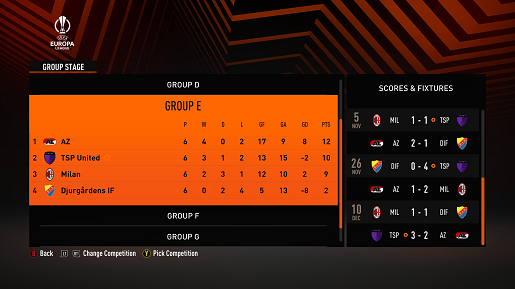 UEFA
EUROPA
LEAGUE
GROUP STAGE
GROUP D
GROUP E
P W D L GF GA GD PTS
1 AZ 6 4 0 2 17 9 8 12
2 TSP United 6 3 1 2 13 15 -2 10
3 Milan 6 2 3 1 12 10 2 9
4 Djurgårdens IF 6 0 2 4 5 13 -8 2
GROUP F
GROUP G
SCORES & FIXTURES
5 NOV MIL 1 - 1 TSP
AZ 2 - 1 DIF
26 NOV DIF 0 - 4 TSP
AZ 1 - 2 MIL
10 DEC MIL 1 - 1 DIF
TSP 3 - 2 AZ
B Back LT RT Change Competition Y Pick Competition